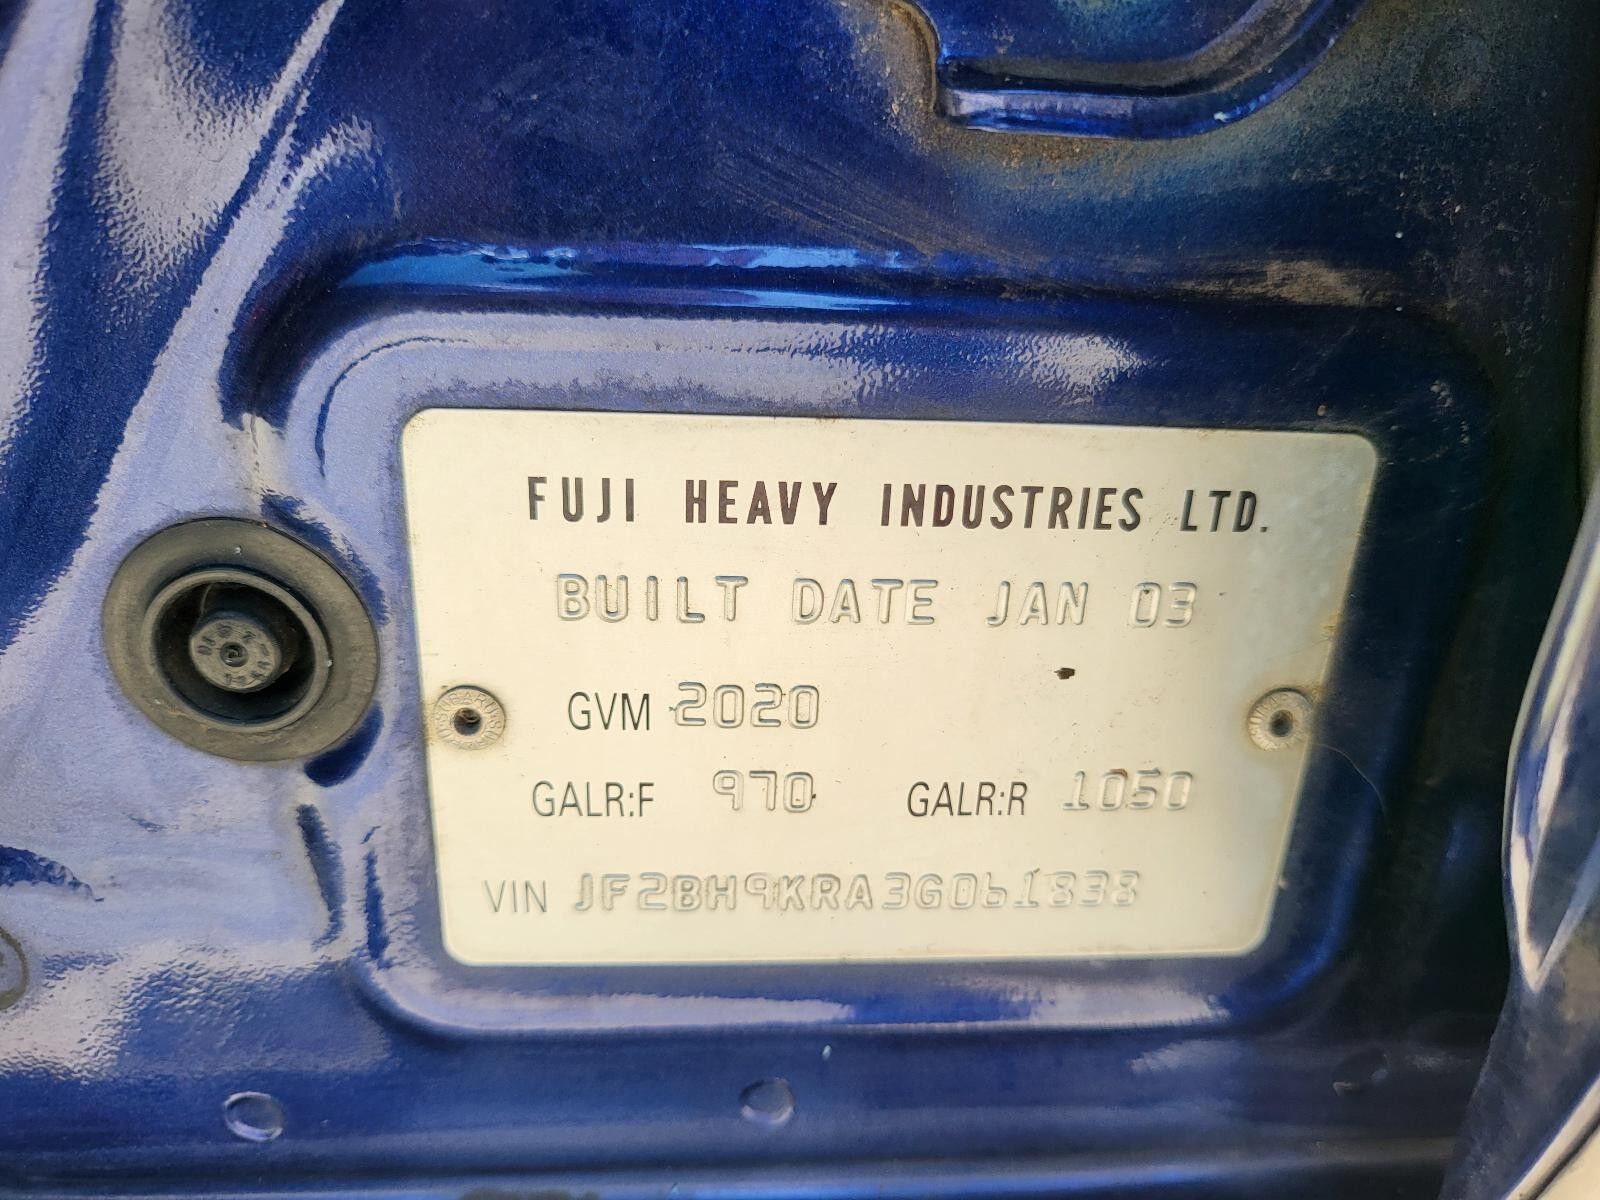 FUJI HEAVY INDUSTRIES LTD.
BUILT DATE JAN 03
GVM 2020
GALR:F 970 GALR:R 1050
VIN JF2BH9KRA3G061838